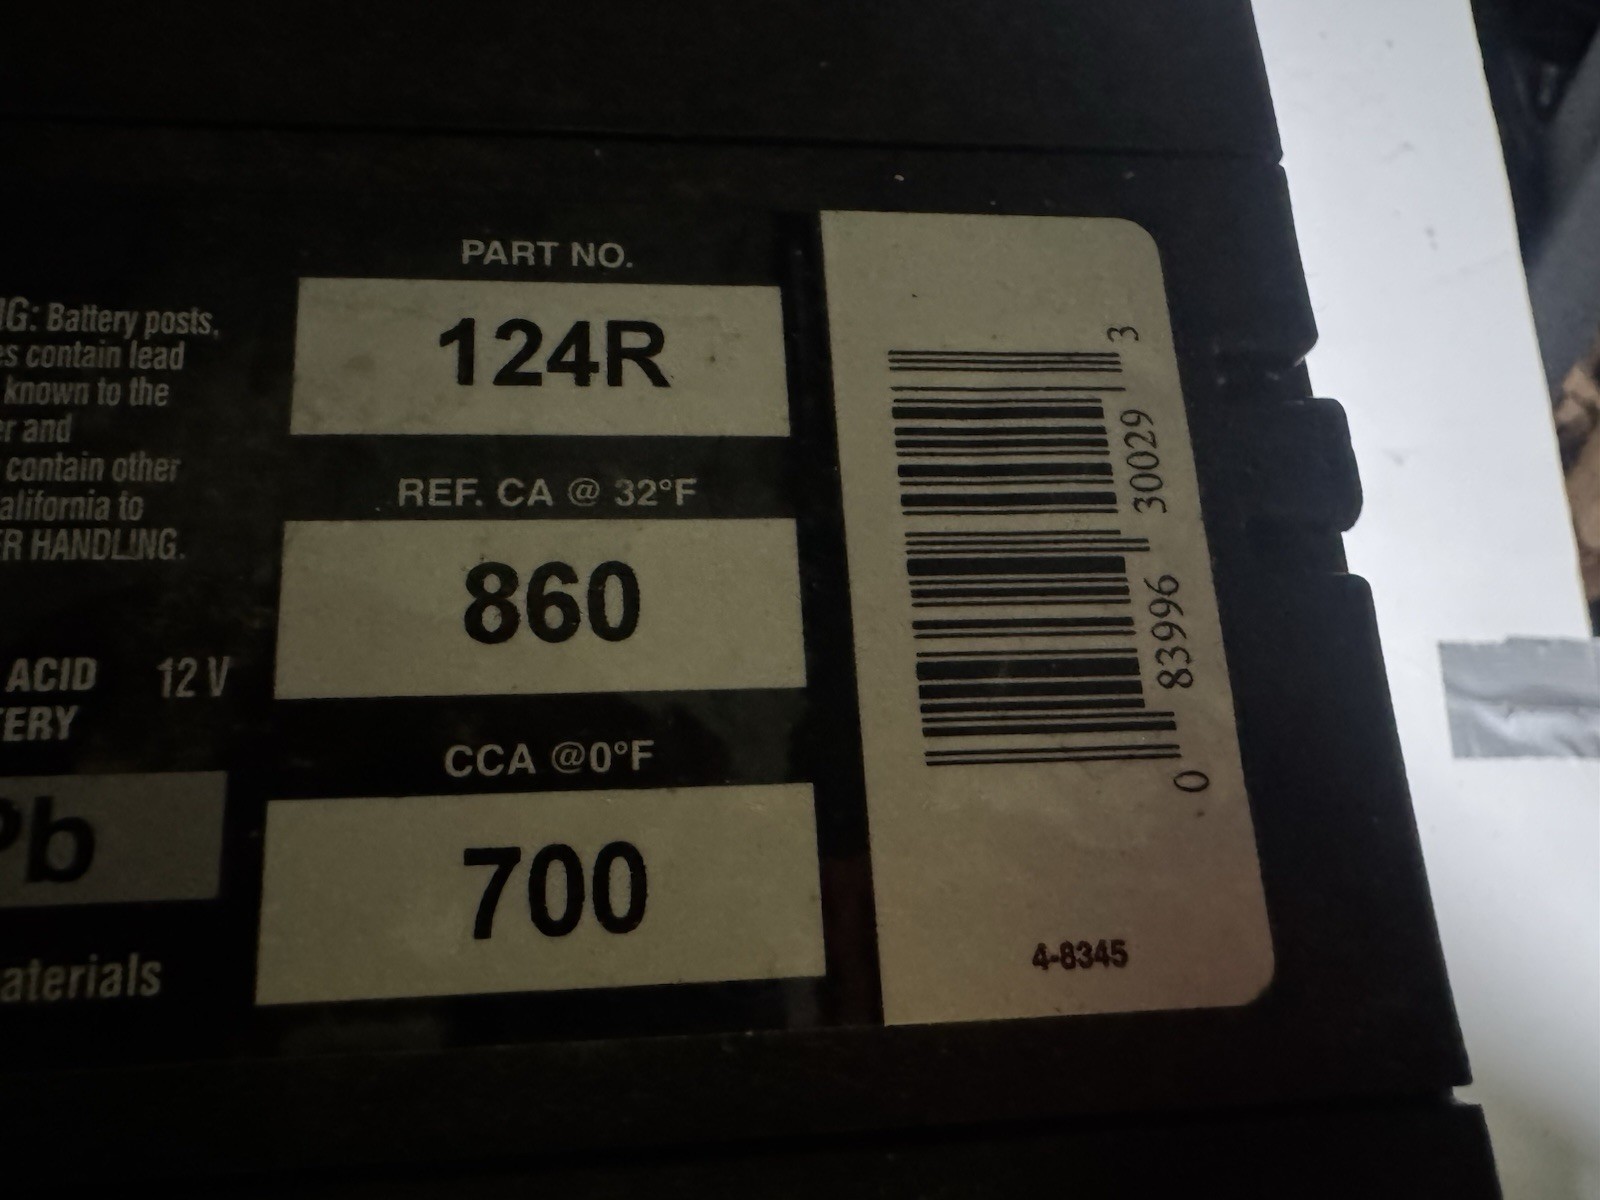 NG: Battery posts,
es contain lead
known to the
er and
contain other
alifornia to
ER HANDLING.
ACID 12 V
TERY
Pb
aterials
PART NO.
124R
REF. CA @ 32°F
860
CCA @0°F
700
0 83996 30029 3
4-8345